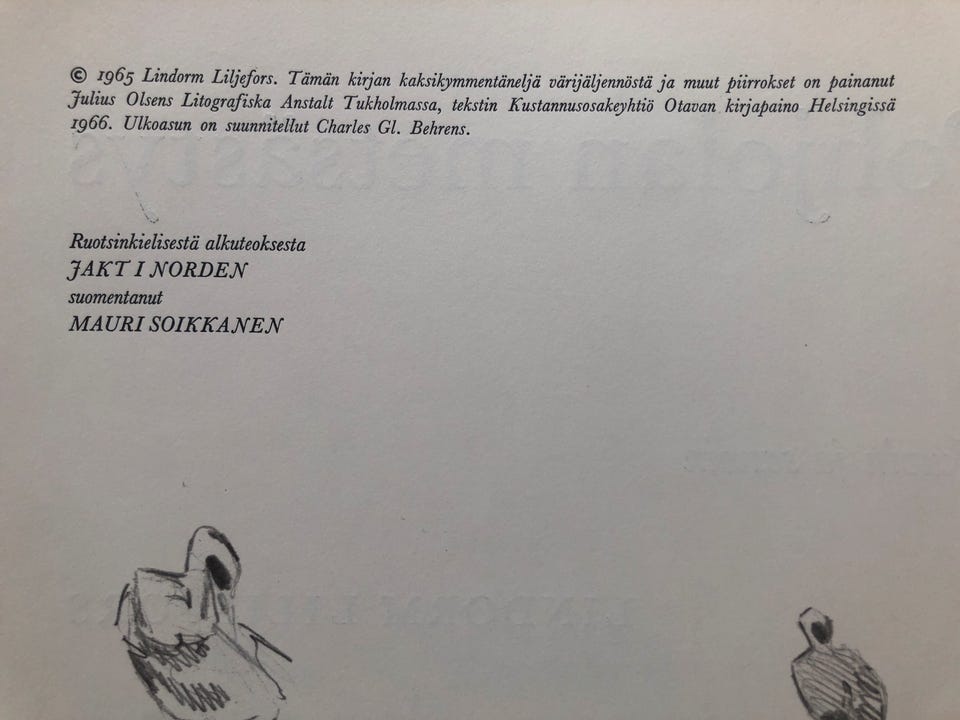 © 1965 Lindorm Liljefors. Tämän kirjan kaksikymmentäneljä värijäljennöstä ja muut piirrokset on painanut
Julius Olsens Litografiska Anstalt Tukholmassa, tekstin Kustannusosakeyhtiö Otavan kirjapaino Helsingissä
1966. Ulkoasun on suunnitellut Charles Gl. Behrens.
Ruotsinkielisestä alkuteoksesta
JAKT I NORDEN
suomentanut
MAURI SOIKKANEN